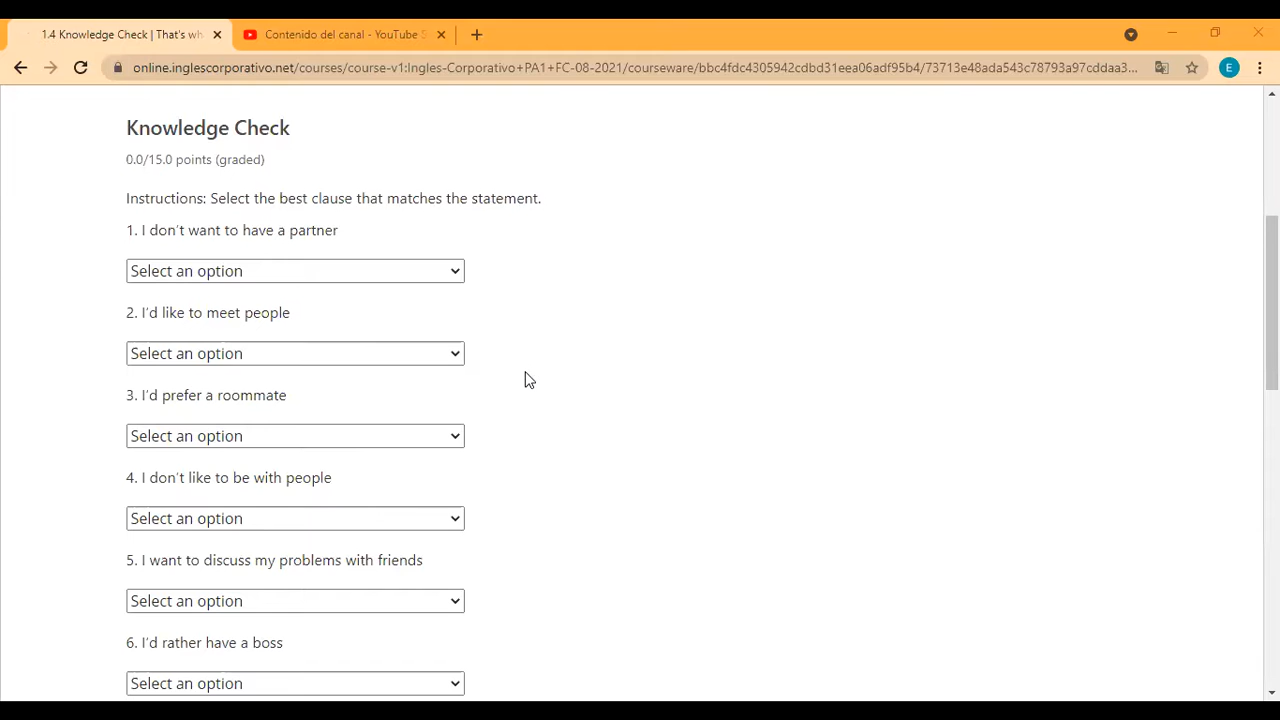 1.4 Knowledge Check | That's wh
Contenido del canal - YouTube S
online.inglescorporativo.net/courses/course-v1:Ingles-Corporativo+PA1+FC-08-2021/courseware/bbc4fdc4305942cdbd31eea06adf95b4/73713e48ada543c78793a97cddaa3...
E
Knowledge Check
0.0/15.0 points (graded)
Instructions: Select the best clause that matches the statement.
1. I don't want to have a partner
Select an option
2. I'd like to meet people
Select an option
3. I'd prefer a roommate
Select an option
4. I don't like to be with people
Select an option
5. I want to discuss my problems with friends
Select an option
6. I'd rather have a boss
Select an option